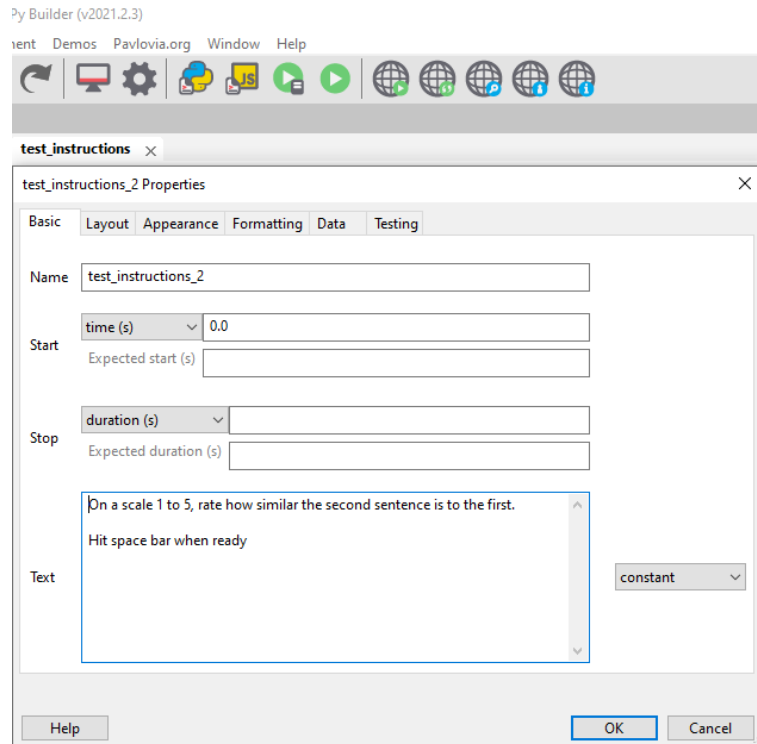 Py Builder (v2021.2.3)
ment Demos Pavlovia.org Window Help
JS
test_instructions
test_instructions_2 Properties
Basic Layout Appearance Formatting Data Testing
Name test_instructions_2
time (s) 0.0
Start
Expected start (s)
duration (s)
Stop
Expected duration (s)
On a scale 1 to 5, rate how similar the second sentence is to the first.
Hit space bar when ready
Text constant
Help OK Cancel